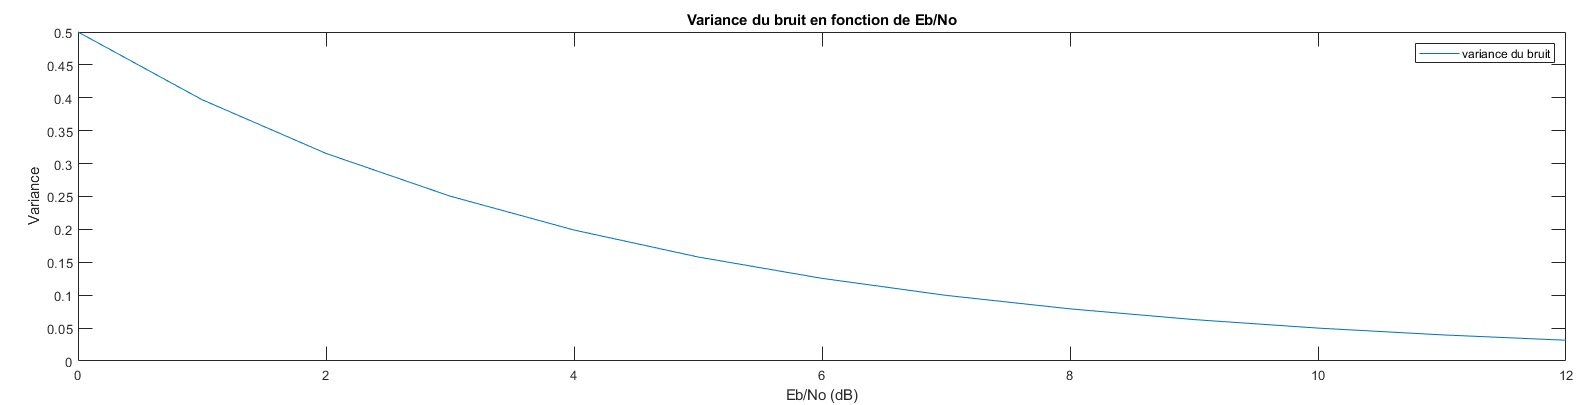 Variance du bruit en fonction de Eb/No
variance du bruit
Variance
0.5
0.45
0.4
0.35
0.3
0.25
0.2
0.15
0.1
0.05
0
0 2 4 6 8 10 12
Eb/No (dB)